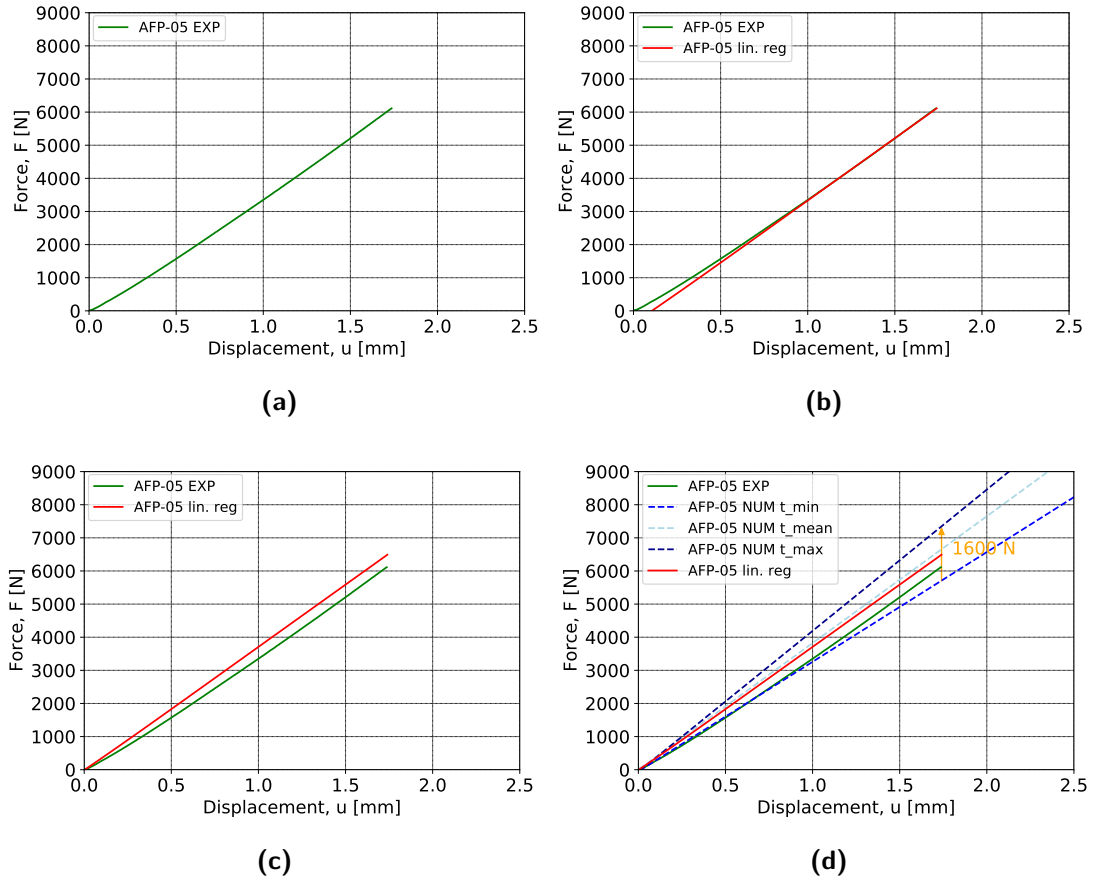 AFP-05 EXP
9000
8000
7000
6000
5000
4000
3000
2000
1000
0
Force, F [N]
0.0 0.5 1.0 1.5 2.0 2.5
Displacement, u [mm]
(a)
AFP-05 EXP
AFP-05 lin. reg
9000
8000
7000
6000
5000
4000
3000
2000
1000
0
Force, F [N]
0.0 0.5 1.0 1.5 2.0 2.5
Displacement, u [mm]
(b)
AFP-05 EXP
AFP-05 lin. reg
9000
8000
7000
6000
5000
4000
3000
2000
1000
0
Force, F [N]
0.0 0.5 1.0 1.5 2.0 2.5
Displacement, u [mm]
(c)
AFP-05 EXP
AFP-05 NUM t_min
AFP-05 NUM t_mean
AFP-05 NUM t_max
AFP-05 lin. reg
1600 N
9000
8000
7000
6000
5000
4000
3000
2000
1000
0
Force, F [N]
0.0 0.5 1.0 1.5 2.0 2.5
Displacement, u [mm]
(d)